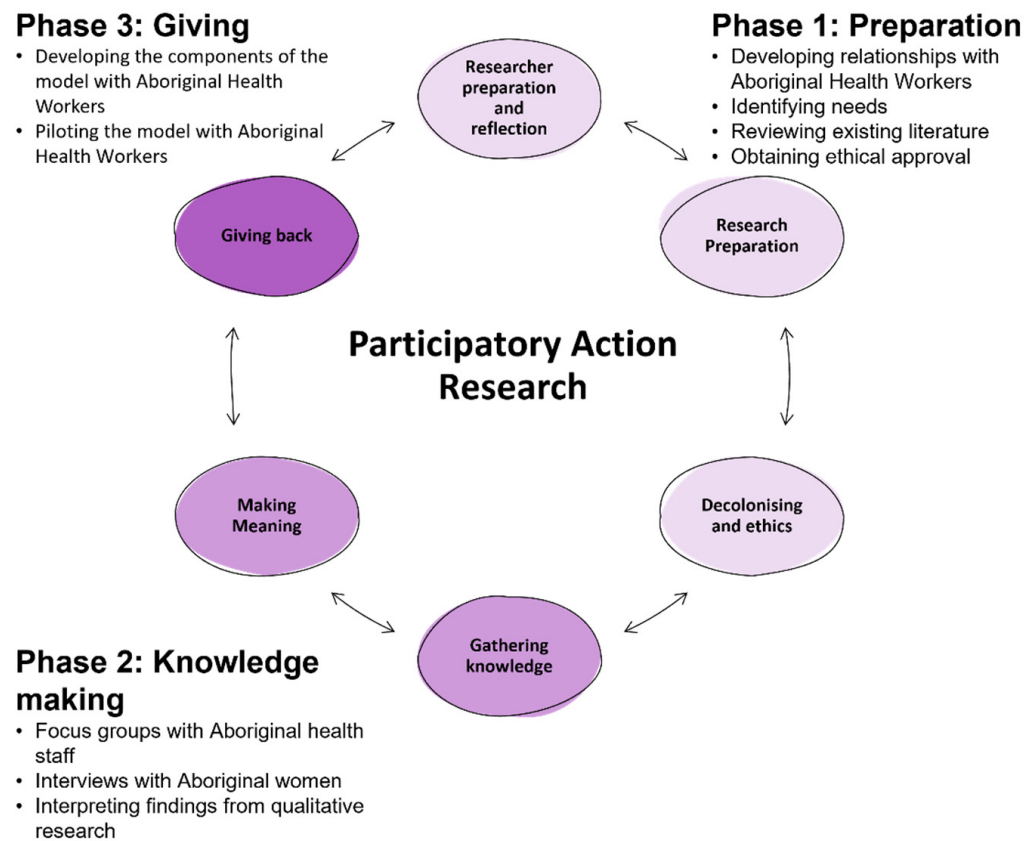 Phase 3: Giving
• Developing the components of the
model with Aboriginal Health
Workers
• Piloting the model with Aboriginal
Health Workers
Phase 1: Preparation
• Developing relationships with
Aboriginal Health Workers
• Identifying needs
• Reviewing existing literature
• Obtaining ethical approval
Researcher
preparation
and
reflection
Giving back
Research
Preparation
Participatory Action
Research
Making
Meaning
Decolonising
and ethics
Gathering
knowledge
Phase 2: Knowledge
making
• Focus groups with Aboriginal health
staff
• Interviews with Aboriginal women
• Interpreting findings from qualitative
research